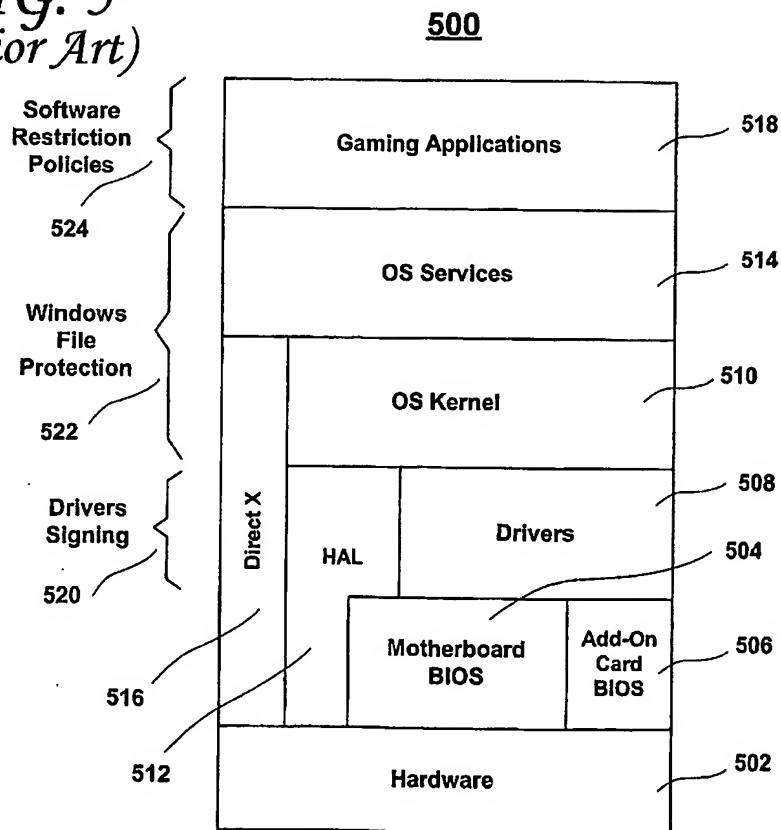 500
Prior Art)
Software
Restriction
Policies
524
Gaming Applications
518
OS Services
514
Windows
File
Protection
522
OS Kernel
510
Drivers
Signing
520
Direct X
516
HAL
512
Drivers
508
504
Motherboard
BIOS
Add-On
Card
BIOS
506
Hardware
502